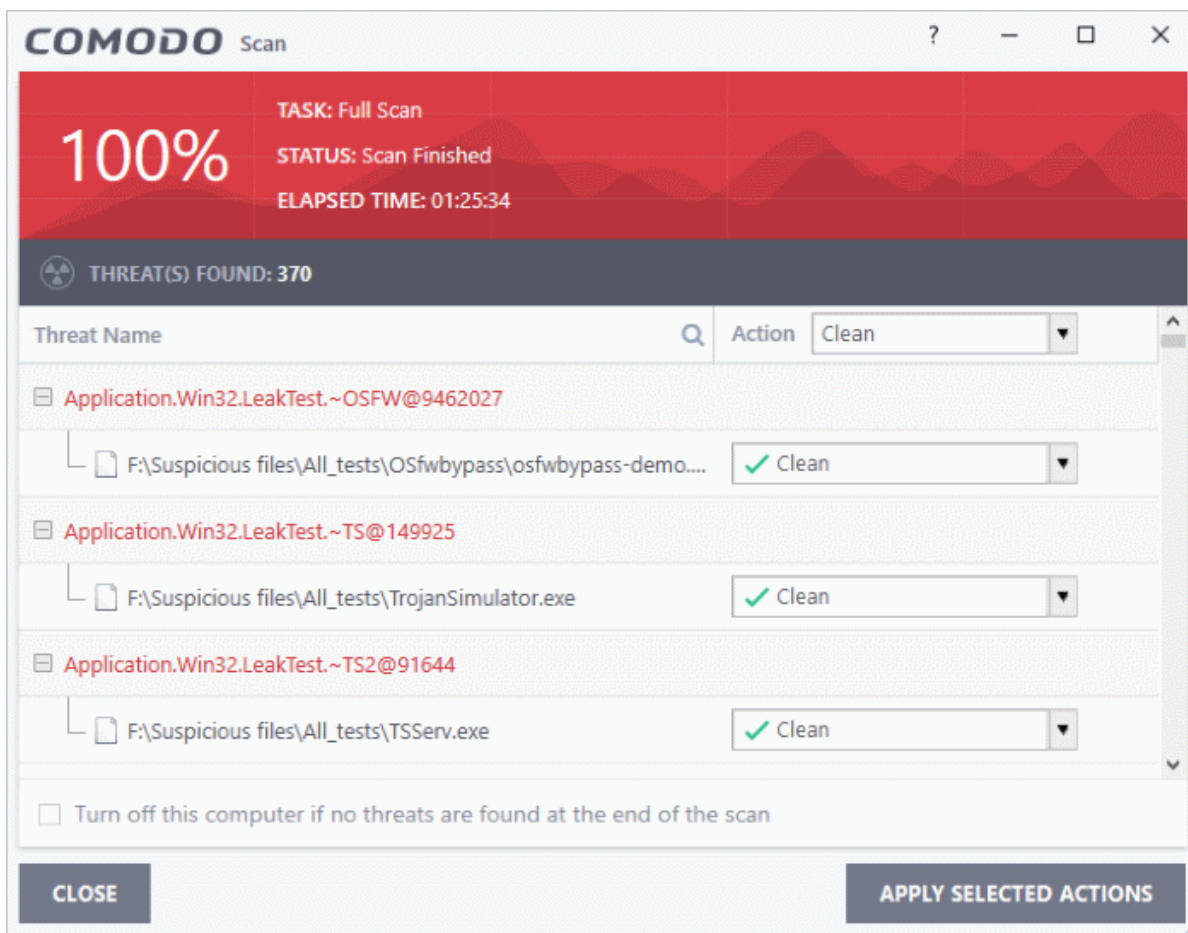 COMODO Scan ?
100%
TASK: Full Scan
STATUS: Scan Finished
ELAPSED TIME: 01:25:34
THREAT(S) FOUND: 370
Threat Name Action Clean
Application.Win32.LeakTest.~OSFW@9462027
F:\Suspicious files\All_tests\OSfwbypass\osfwbypass-demo.... Clean
Application.Win32.LeakTest.~TS@149925
F:\Suspicious files\All_tests\TrojanSimulator.exe Clean
Application.Win32.LeakTest.~TS2@91644
F:\Suspicious files\All_tests\TSServ.exe Clean
Turn off this computer if no threats are found at the end of the scan
CLOSE APPLY SELECTED ACTIONS